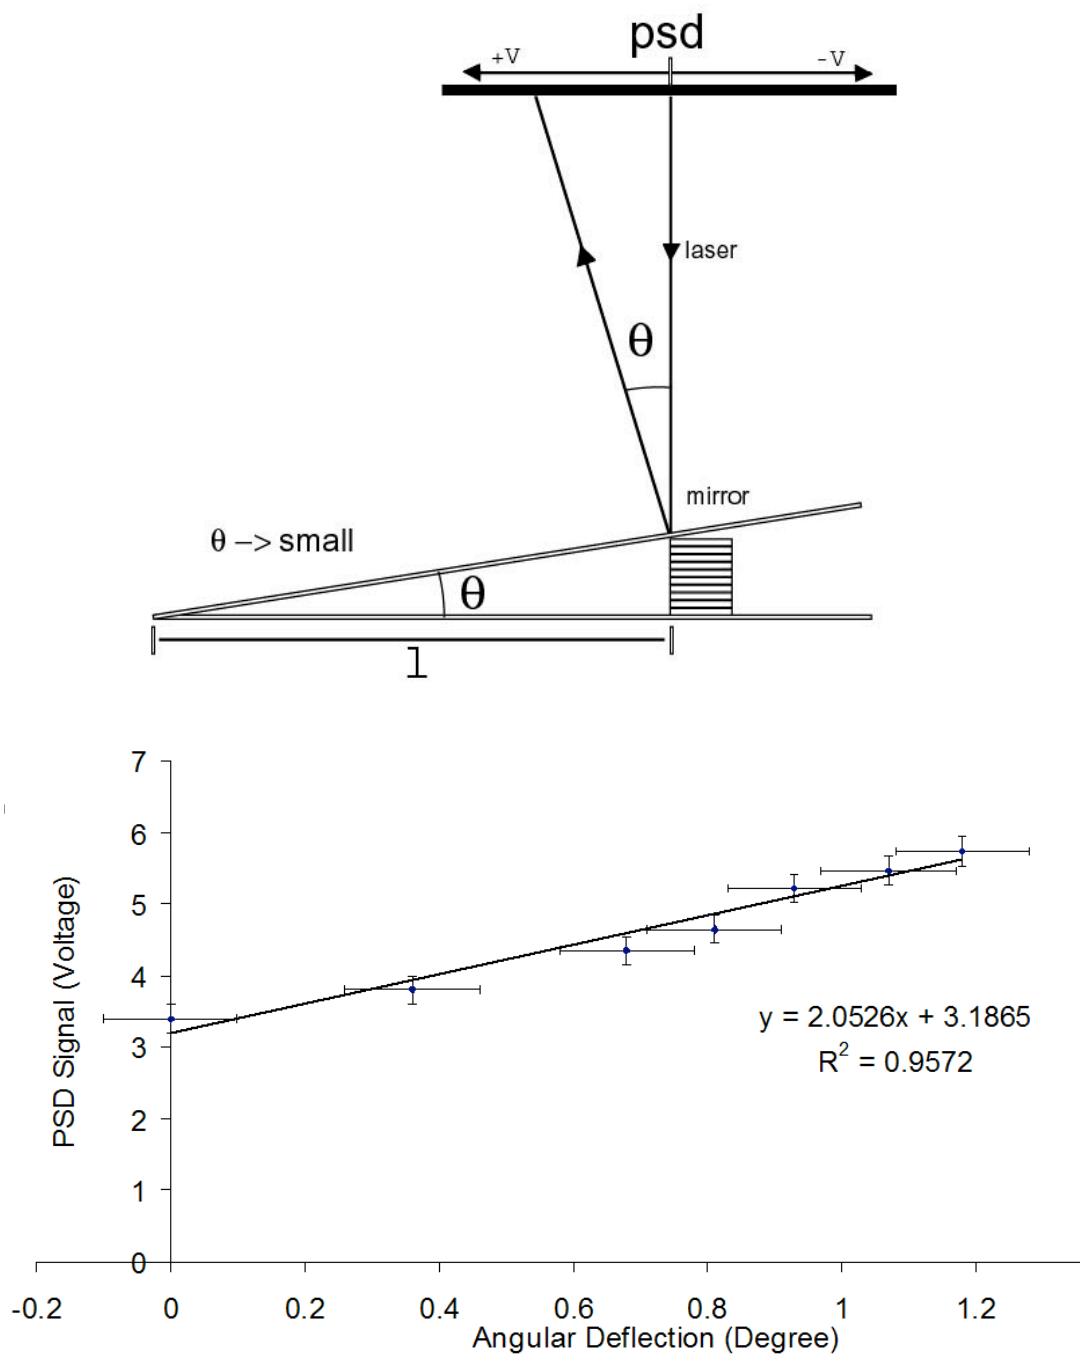 psd
+V
-V
laser
θ
mirror
θ –> small
θ
l
7
6
5
4
3
2
1
0
PSD Signal (Voltage)
y = 2.0526x + 3.1865
R² = 0.9572
-0.2 0 0.2 0.4 0.6 0.8 1 1.2
Angular Deflection (Degree)